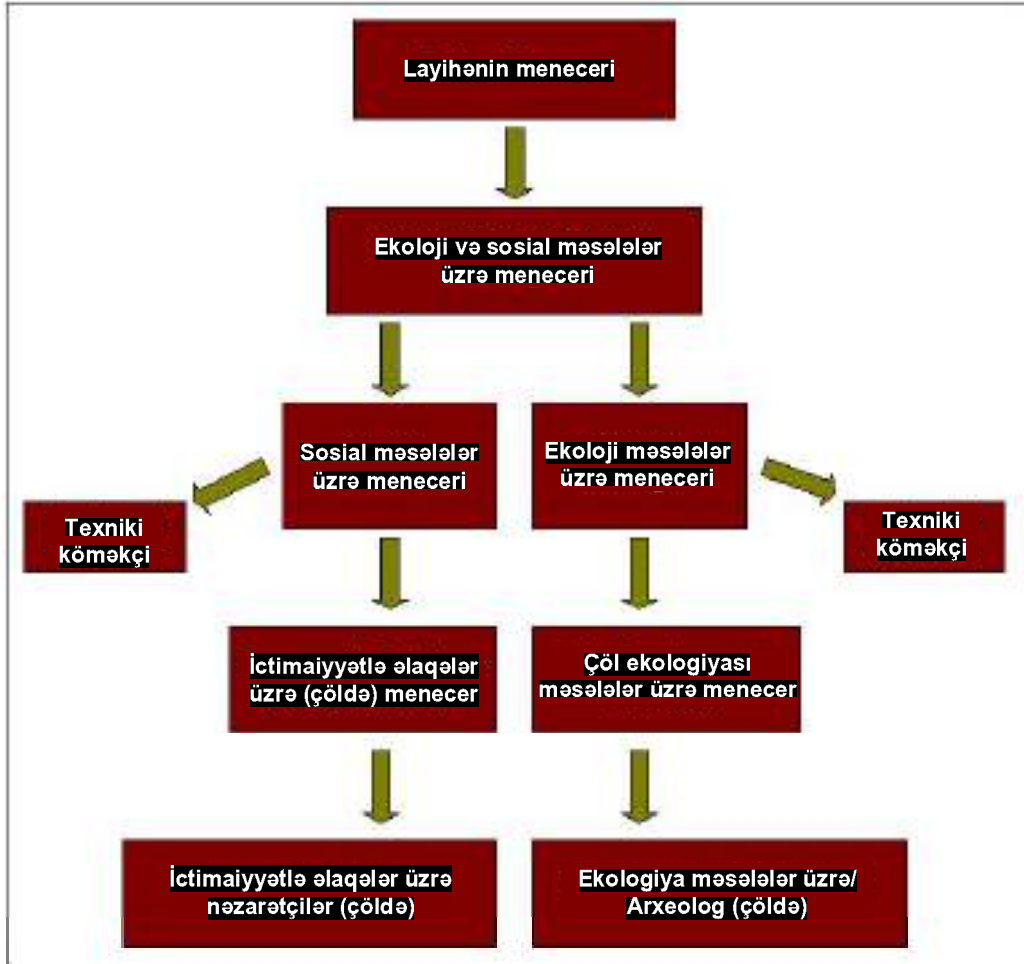 Layihənin meneceri
Ekoloji və sosial məsələlər
üzrə meneceri
Sosial məsələlər
üzrə meneceri
Ekoloji məsələlər
üzrə meneceri
Texniki
köməkçi
Texniki
köməkçi
İctimaiyyətlə əlaqələr
üzrə (çöldə) menecer
Çöl ekologiyası
məsələlər üzrə menecer
İctimaiyyətlə əlaqələr üzrə
nəzarətçilər (çöldə)
Ekologiya məsələlər üzrə/
Arxeolog (çöldə)